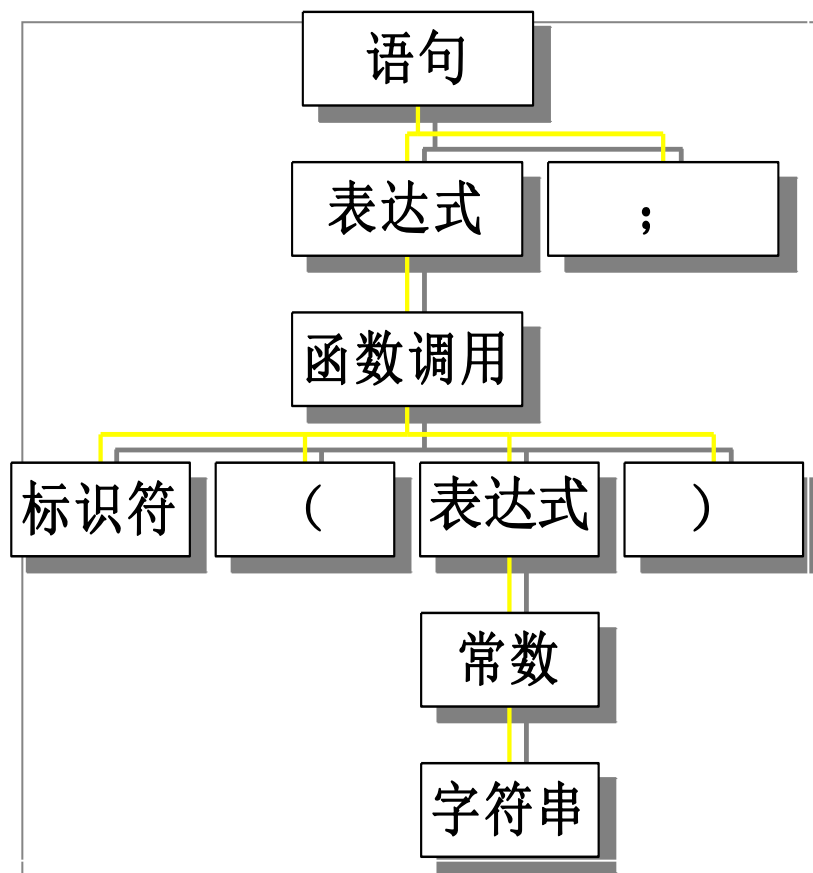 语句
表达式 ；
函数调用
标识符 （ 表达式 ）
常数
字符串